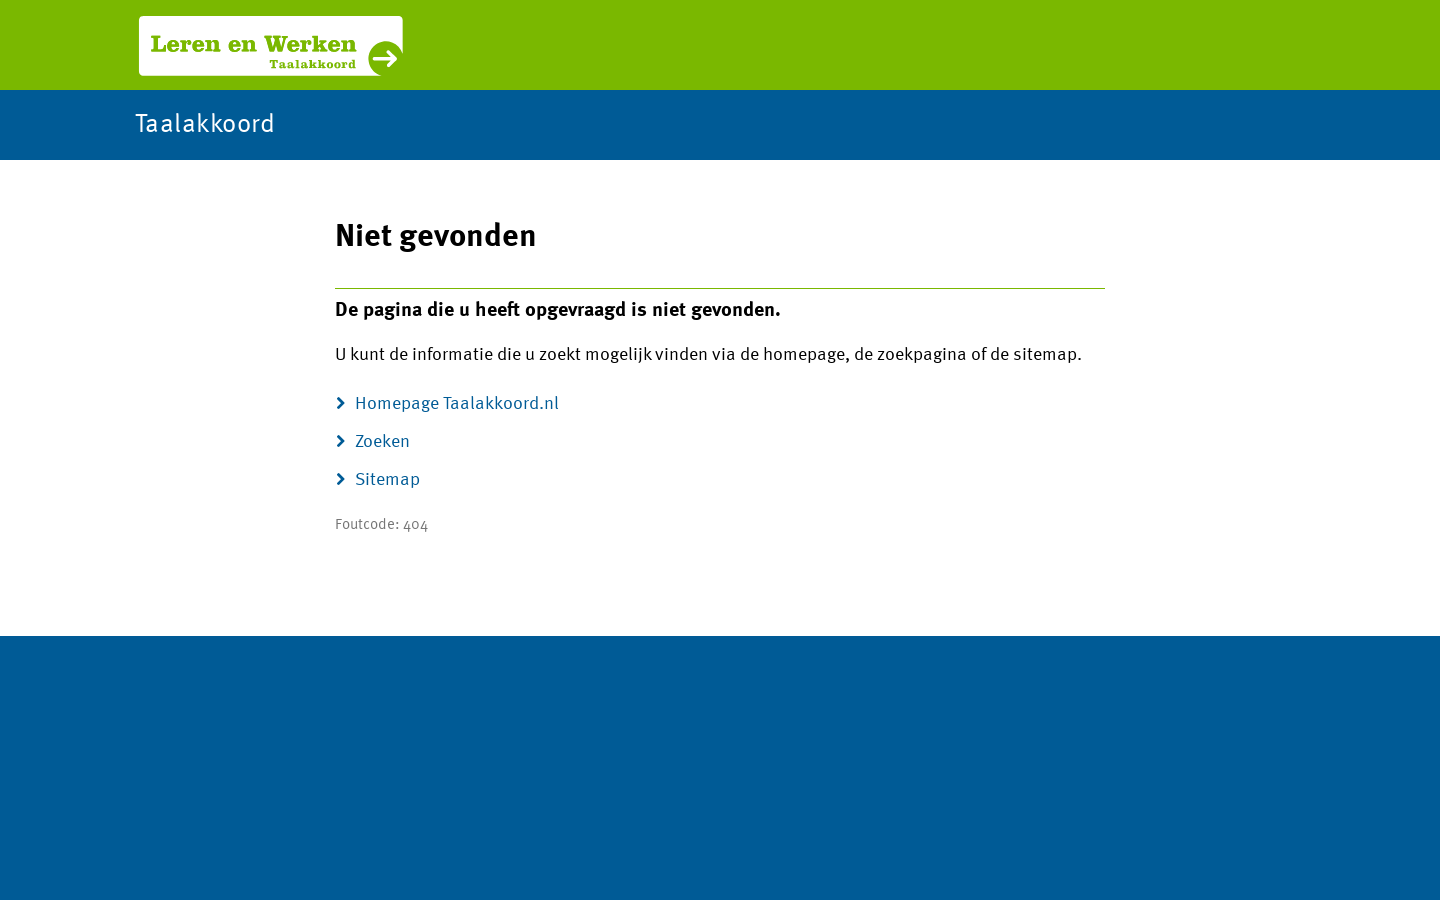 Leren en Werken
Taalakkoord
Taalakkoord
Niet gevonden
De pagina die u heeft opgevraagd is niet gevonden.
U kunt de informatie die u zoekt mogelijk vinden via de homepage, de zoekpagina of de sitemap.
Homepage Taalakkoord.nl
Zoeken
Sitemap
Foutcode: 404